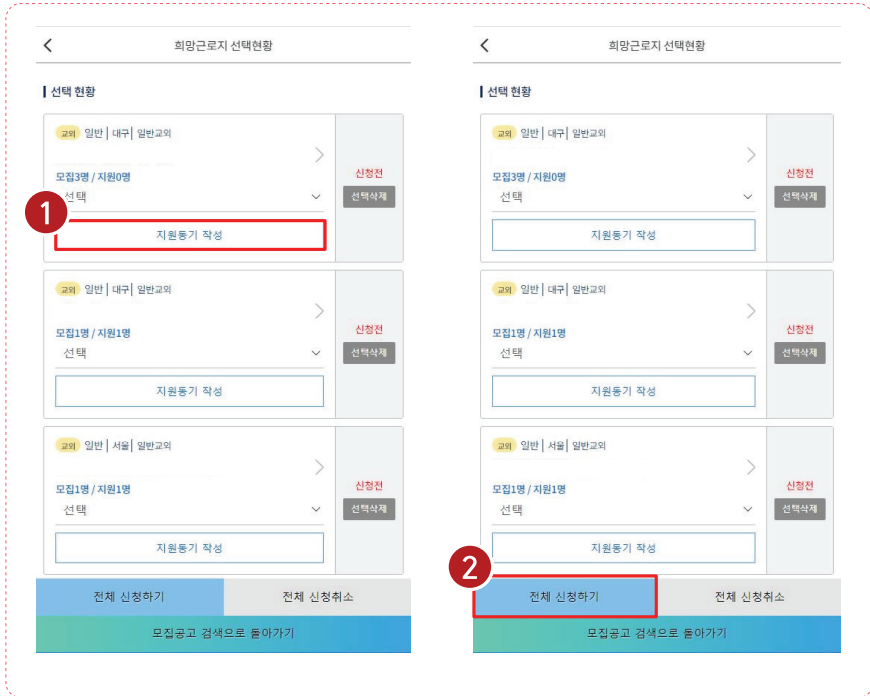 희망근로지 선택현황
선택 현황
교외 일반 | 대구 | 일반교외
모집3명 / 지원0명
신청전
선택
선택삭제
1
지원동기 작성
교외 일반 | 대구 | 일반교외
모집1명 / 지원1명
신청전
선택
선택삭제
지원동기 작성
교외 일반 | 서울 | 일반교외
모집1명 / 지원1명
신청전
선택
선택삭제
지원동기 작성
전체 신청하기
전체 신청취소
모집공고 검색으로 돌아가기
희망근로지 선택현황
선택 현황
교외 일반 | 대구 | 일반교외
모집3명 / 지원0명
신청전
선택
선택삭제
지원동기 작성
교외 일반 | 대구 | 일반교외
모집1명 / 지원1명
신청전
선택
선택삭제
지원동기 작성
교외 일반 | 서울 | 일반교외
모집1명 / 지원1명
신청전
선택
선택삭제
지원동기 작성
2
전체 신청하기
전체 신청취소
모집공고 검색으로 돌아가기